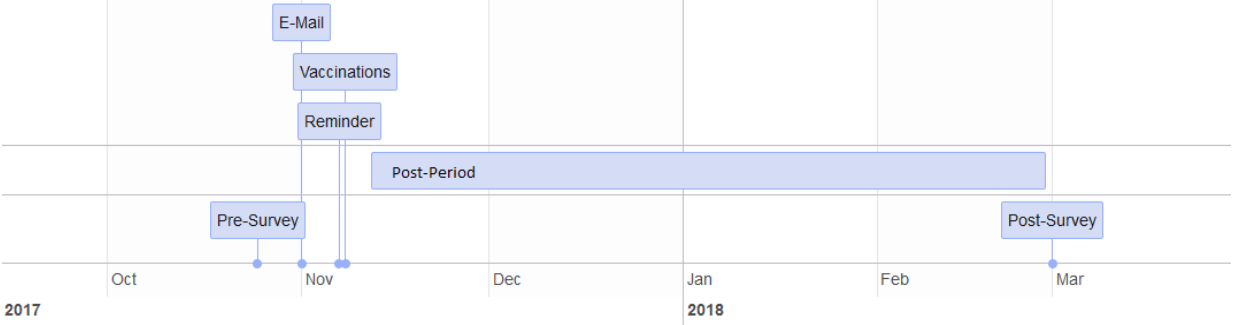 E-Mail
Vaccinations
Reminder
Post-Period
Pre-Survey
Post-Survey
Oct Nov Dec Jan Feb Mar
2017 2018